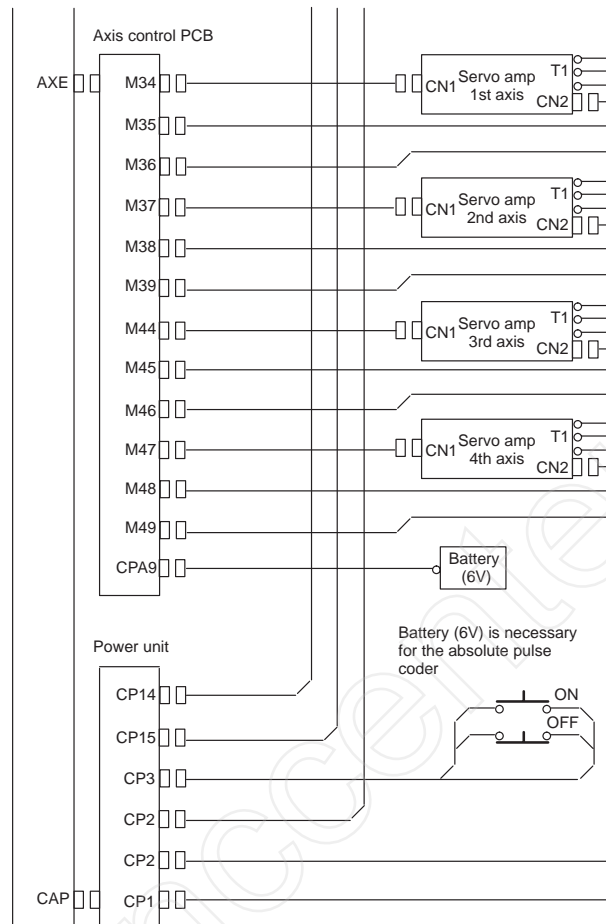 Axis control PCB
AXE
M34
CN1
Servo amp
1st axis
T1
CN2
M35
M36
M37
CN1
Servo amp
2nd axis
T1
CN2
M38
M39
M44
CN1
Servo amp
3rd axis
T1
CN2
M45
M46
M47
CN1
Servo amp
4th axis
T1
CN2
M48
M49
CPA9
Battery
(6V)
Battery (6V) is necessary
for the absolute pulse
coder
Power unit
CP14
ON
CP15
OFF
CP3
CP2
CP2
CAP
CP1